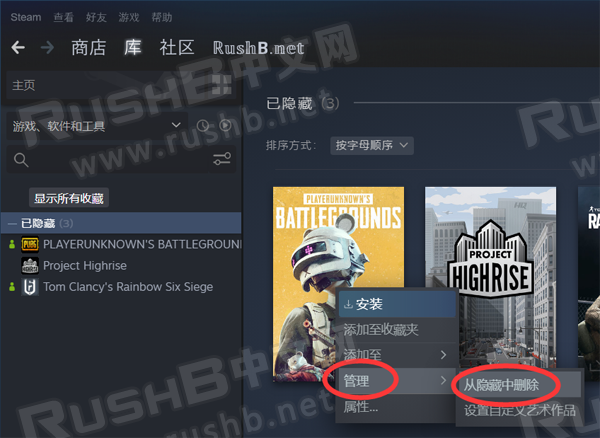 Steam 查看 好友 游戏 帮助
商店 库 社区 RushB.net
主页
已隐藏 (3)
游戏、软件和工具
排序方式： 按字母顺序
显示所有收藏
— 已隐藏 (3)
PLAYERUNKNOWN'S BATTLEGROUN
Project Highrise
Tom Clancy's Rainbow Six Siege
PLAYERUNKNOWN'S
BATTLEGROUNDS
PROJECT
HIGHRISE
安装
添加至收藏夹
添加至
管理
从隐藏中删除
属性...
设置自定义艺术作品
RushB中文网
www.rushb.net